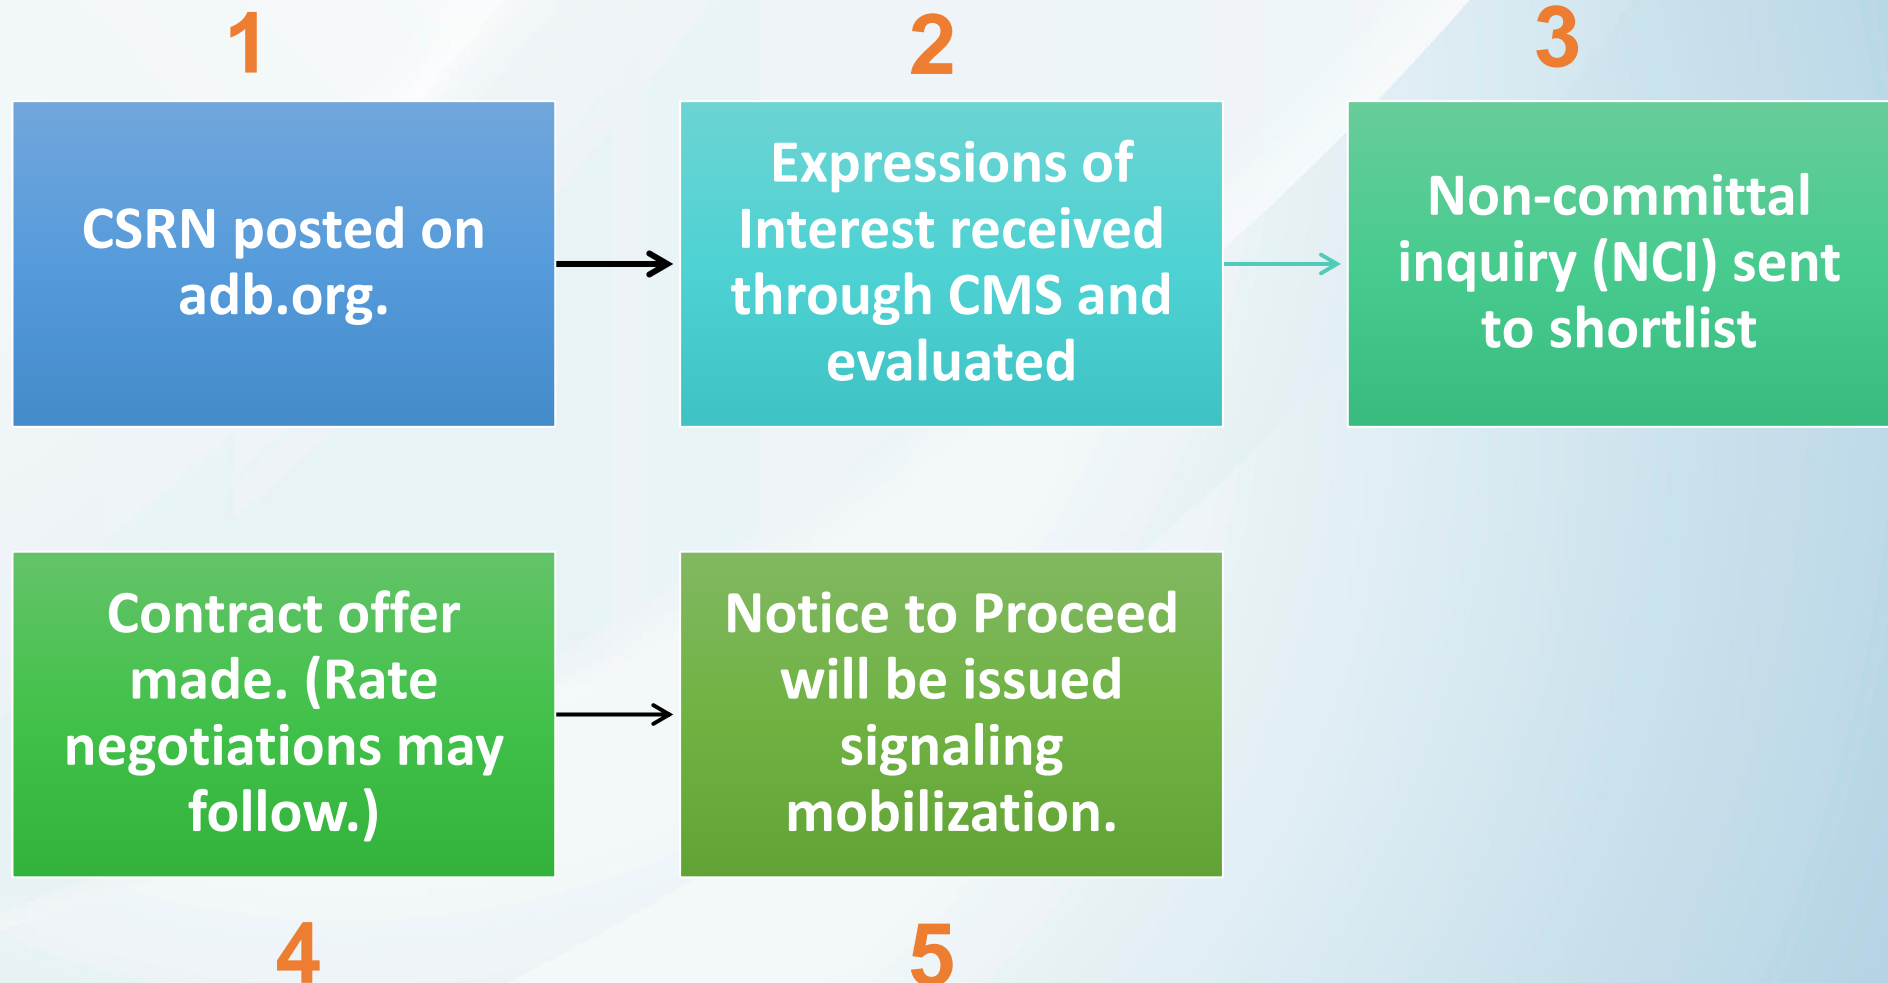 1
2
3
CSRN posted on
adb.org.
Expressions of
Interest received
through CMS and
evaluated
Non-committal
inquiry (NCI) sent
to shortlist
Contract offer
made. (Rate
negotiations may
follow.)
Notice to Proceed
will be issued
signaling
mobilization.
4
5